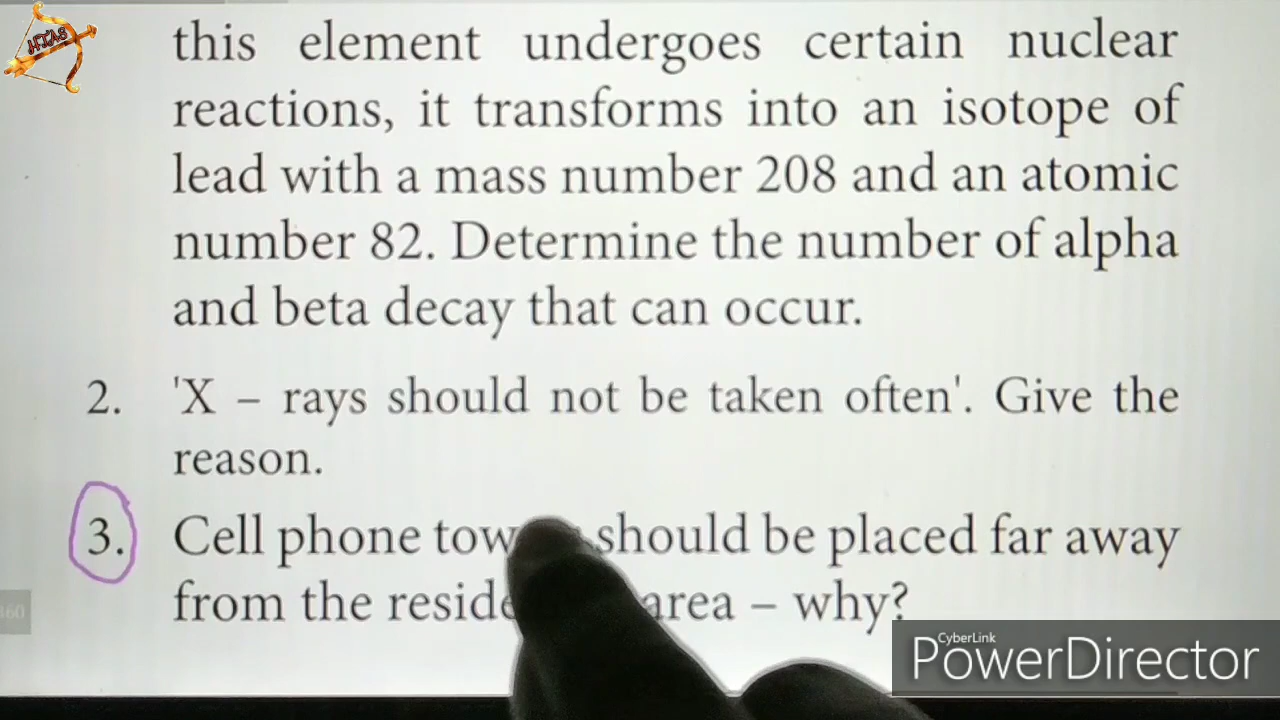 HTAS
this element undergoes certain nuclear
reactions, it transforms into an isotope of
lead with a mass number 208 and an atomic
number 82. Determine the number of alpha
and beta decay that can occur.
2. 'X – rays should not be taken often'. Give the
reason.
3. Cell phone tow should be placed far away
from the reside area – why?
360
CyberLink
PowerDirector